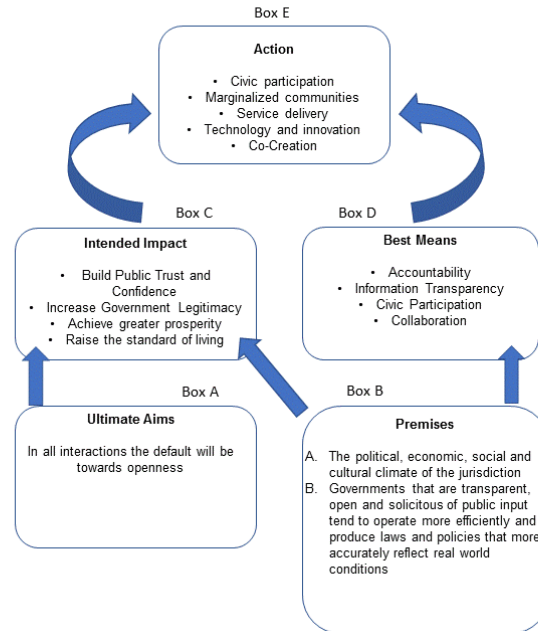 Box E
Action
• Civic participation
• Marginalized communities
• Service delivery
• Technology and innovation
• Co-Creation
Box C
Intended Impact
• Build Public Trust and
Confidence
• Increase Government Legitimacy
• Achieve greater prosperity
• Raise the standard of living
Box D
Best Means
• Accountability
• Information Transparency
• Civic Participation
• Collaboration
Box A
Ultimate Aims
In all interactions the default will be
towards openness
Box B
Premises
A. The political, economic, social and
cultural climate of the jurisdiction
B. Governments that are transparent,
open and solicitous of public input
tend to operate more efficiently and
produce laws and policies that more
accurately reflect real world
conditions